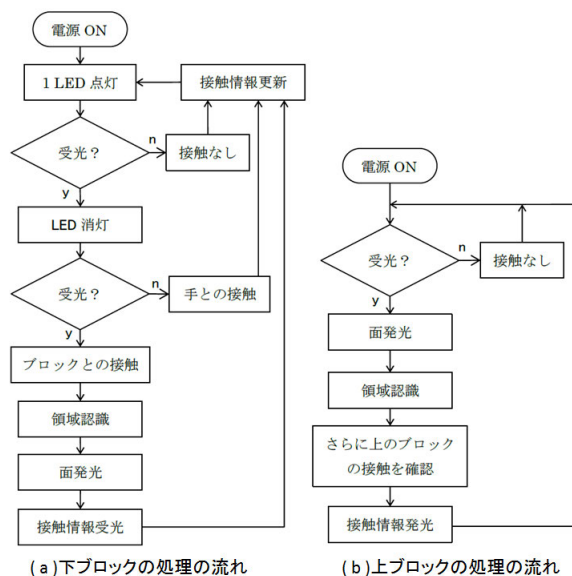 電源 ON
1 LED 点灯
接触情報更新
受光？
n
接触なし
y
LED 消灯
受光？
n
手との接触
y
ブロックとの接触
領域認識
面発光
接触情報受光
(a)下ブロックの処理の流れ
電源 ON
受光？
n
接触なし
y
面発光
領域認識
さらに上のブロック
の接触を確認
接触情報発光
(b)上ブロックの処理の流れ